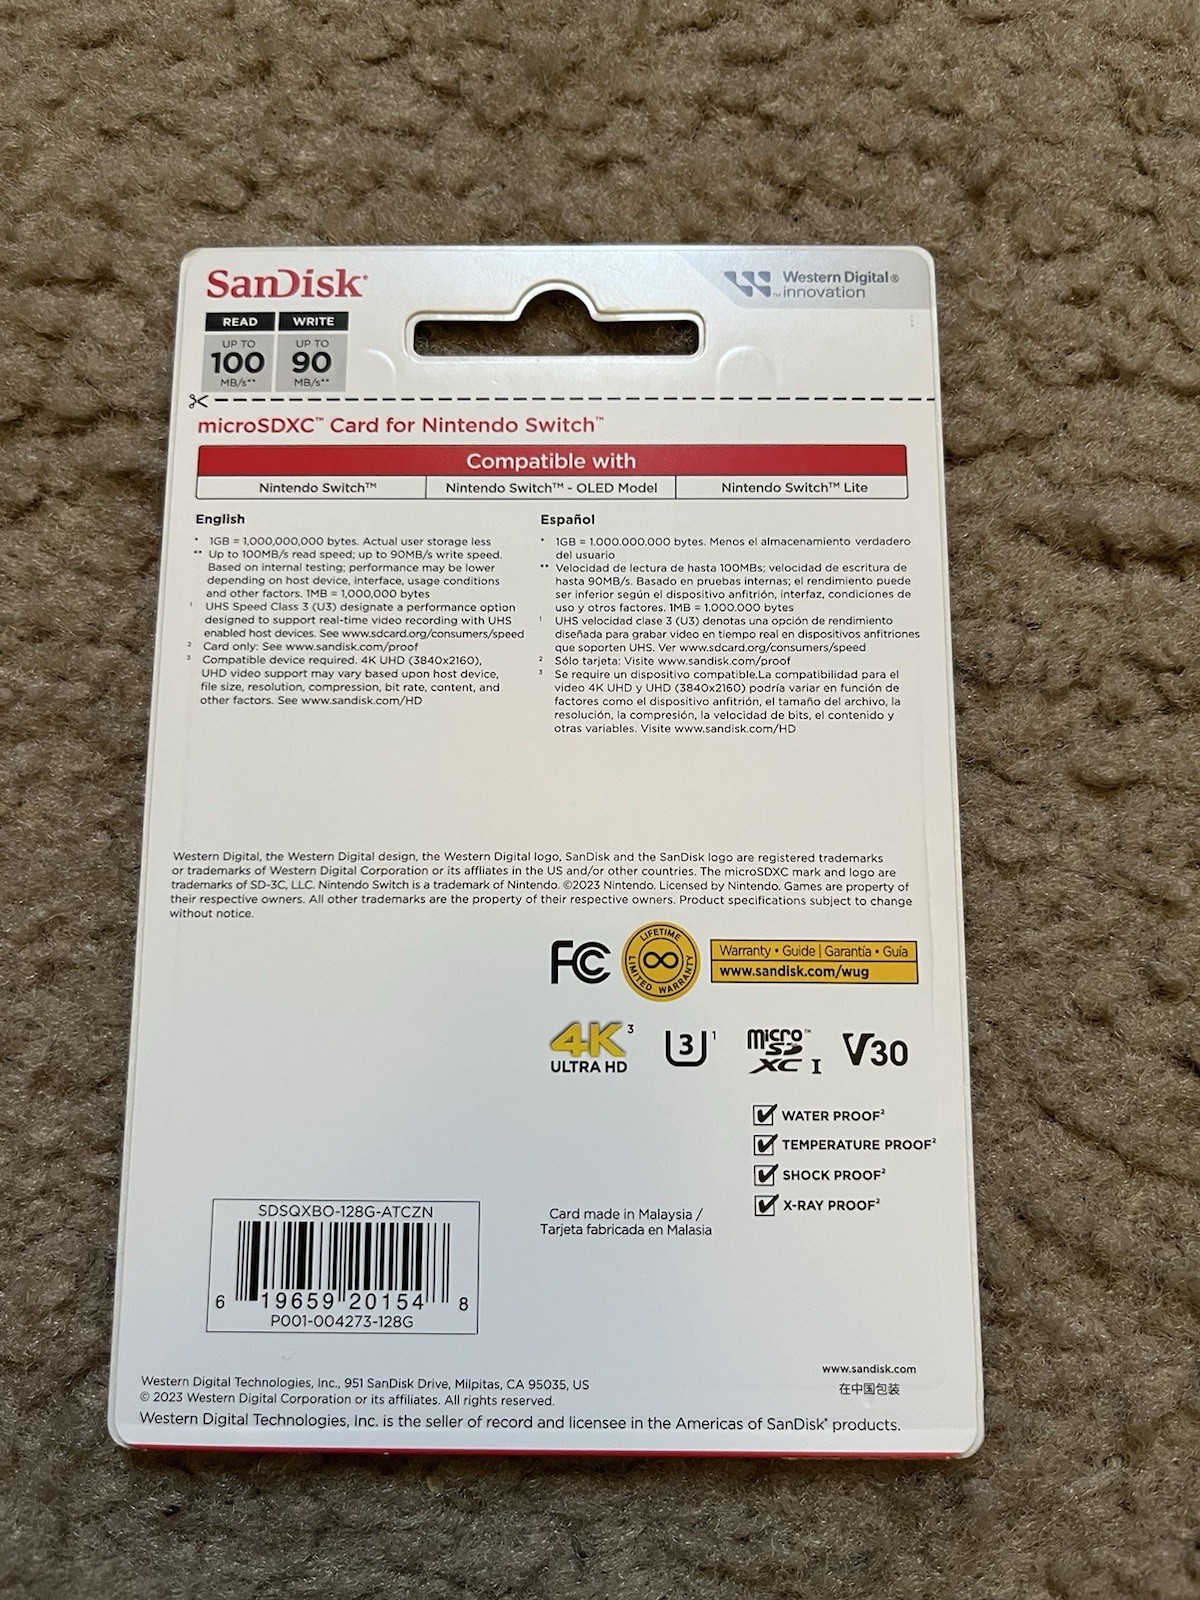 SanDisk®
Western Digital®
™ innovation
READ WRITE
UP TO UP TO
100 90
MB/s** MB/s**
microSDXC™ Card for Nintendo Switch™
Compatible with
Nintendo Switch™ Nintendo Switch™ - OLED Model Nintendo Switch™ Lite
English
* 1GB = 1,000,000,000 bytes. Actual user storage less
** Up to 100MB/s read speed; up to 90MB/s write speed.
Based on internal testing; performance may be lower
depending on host device, interface, usage conditions
and other factors. 1MB = 1,000,000 bytes
1 UHS Speed Class 3 (U3) designate a performance option
designed to support real-time video recording with UHS
enabled host devices. See www.sdcard.org/consumers/speed
2 Card only: See www.sandisk.com/proof
3 Compatible device required. 4K UHD (3840x2160),
UHD video support may vary based upon host device,
file size, resolution, compression, bit rate, content, and
other factors. See www.sandisk.com/HD
Español
* 1GB = 1.000.000.000 bytes. Menos el almacenamiento verdadero
del usuario
** Velocidad de lectura de hasta 100MBs; velocidad de escritura de
hasta 90MB/s. Basado en pruebas internas; el rendimiento puede
ser inferior según el dispositivo anfitrión, interfaz, condiciones de
uso y otros factores. 1MB = 1.000.000 bytes
1 UHS velocidad clase 3 (U3) denotas una opción de rendimiento
diseñada para grabar video en tiempo real en dispositivos anfitriones
que soporten UHS. Ver www.sdcard.org/consumers/speed
2 Sólo tarjeta: Visite www.sandisk.com/proof
3 Se require un dispositivo compatible.La compatibilidad para el
video 4K UHD y UHD (3840x2160) podría variar en función de
factores como el dispositivo anfitrión, el tamaño del archivo, la
resolución, la compresión, la velocidad de bits, el contenido y
otras variables. Visite www.sandisk.com/HD
Western Digital, the Western Digital design, the Western Digital logo, SanDisk and the SanDisk logo are registered trademarks
or trademarks of Western Digital Corporation or its affliates in the US and/or other countries. The microSDXC mark and logo are
trademarks of SD-3C, LLC. Nintendo Switch is a trademark of Nintendo. ©2023 Nintendo. Licensed by Nintendo. Games are property of
their respective owners. All other trademarks are the property of their respective owners. Product specifications subject to change
without notice.
FC
LIFETIME
LIMITED WARRANTY
Warranty • Guide | Garantía • Guía
www.sandisk.com/wug
4K3
ULTRA HD
U3 1
micro™
SD
XC I
V30
WATER PROOF2
TEMPERATURE PROOF2
SHOCK PROOF2
X-RAY PROOF2
SDSQXBO-128G-ATCZN
6 19659 20154 8
P001-004273-128G
Card made in Malaysia /
Tarjeta fabricada en Malasia
www.sandisk.com
在中国包装
Western Digital Technologies, Inc., 951 SanDisk Drive, Milpitas, CA 95035, US
© 2023 Western Digital Corporation or its affiliates. All rights reserved.
Western Digital Technologies, Inc. is the seller of record and licensee in the Americas of SanDisk® products.